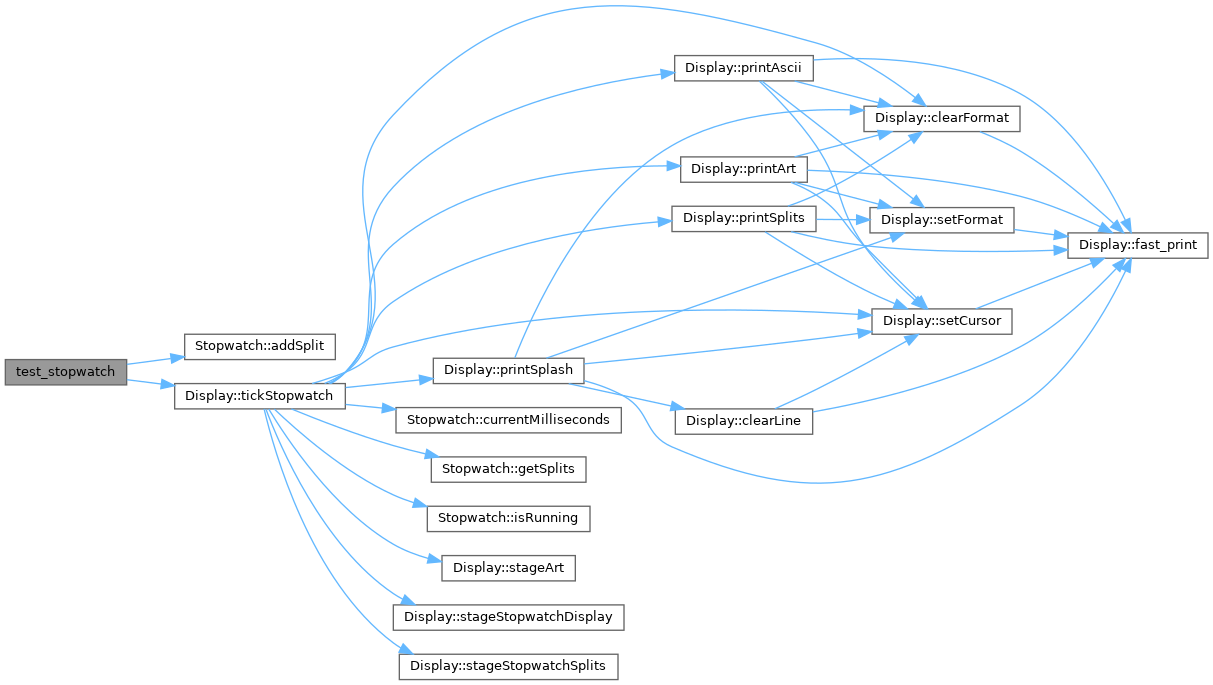 test_stopwatch
Stopwatch::addSplit
Display::tickStopwatch
Display::printAscii
Display::clearFormat
Display::printArt
Display::printSplits
Display::setFormat
Display::fast_print
Display::setCursor
Display::printSplash
Display::clearLine
Stopwatch::currentMilliseconds
Stopwatch::getSplits
Stopwatch::isRunning
Display::stageArt
Display::stageStopwatchDisplay
Display::stageStopwatchSplits